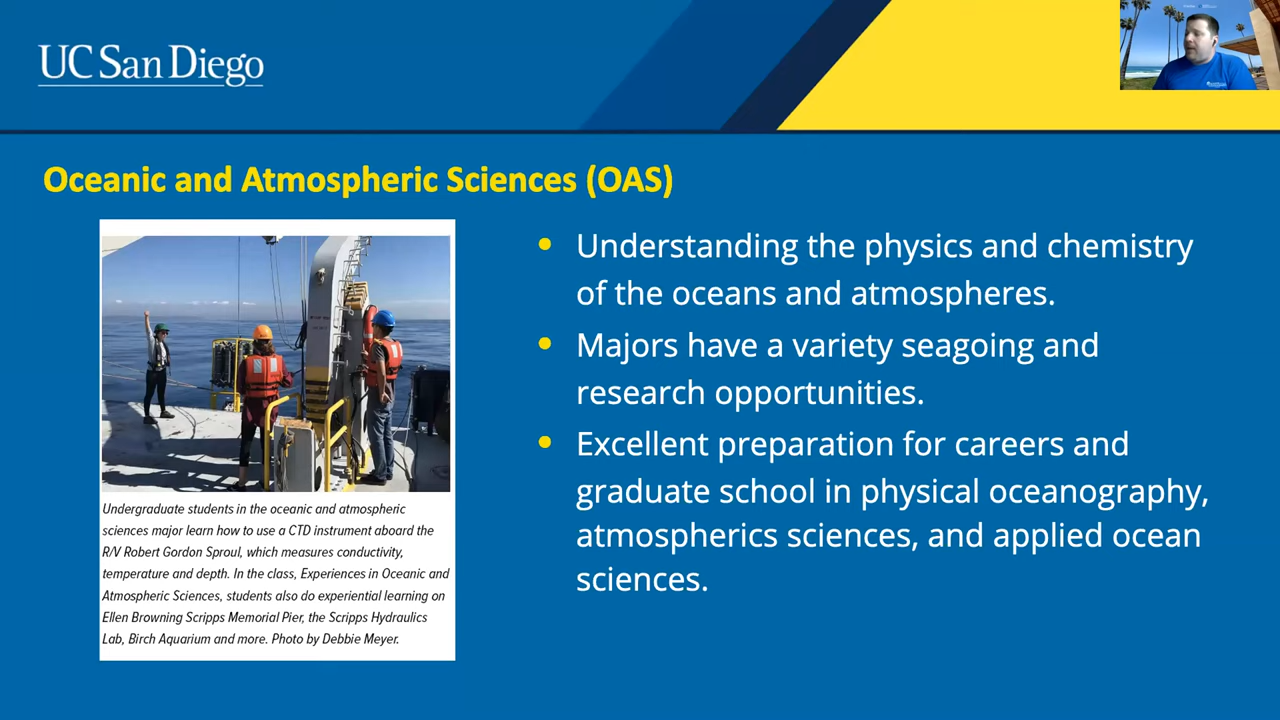 UC San Diego
Oceanic and Atmospheric Sciences (OAS)
Undergraduate students in the oceanic and atmospheric
sciences major learn how to use a CTD instrument aboard the
R/V Robert Gordon Sproul, which measures conductivity,
temperature and depth. In the class, Experiences in Oceanic and
Atmospheric Sciences, students also do experiential learning on
Ellen Browning Scripps Memorial Pier, the Scripps Hydraulics
Lab, Birch Aquarium and more. Photo by Debbie Meyer.
• Understanding the physics and chemistry
of the oceans and atmospheres.
• Majors have a variety seagoing and
research opportunities.
• Excellent preparation for careers and
graduate school in physical oceanography,
atmospherics sciences, and applied ocean
sciences.